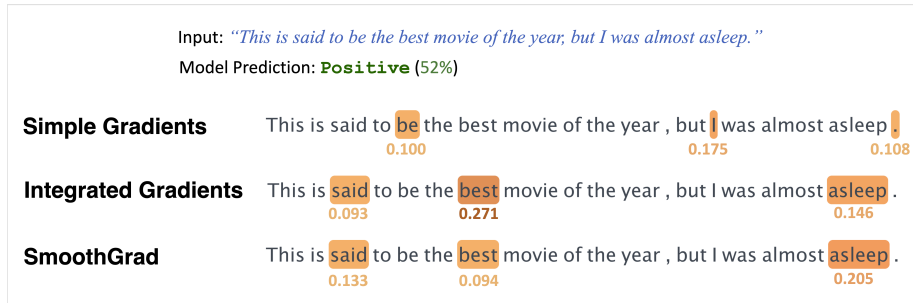 Input: “This is said to be the best movie of the year, but I was almost asleep.”
Model Prediction: Positive (52%)
Simple Gradients This is said to be the best movie of the year , but I was almost asleep .
0.100 0.175 0.108
Integrated Gradients This is said to be the best movie of the year , but I was almost asleep .
0.093 0.271 0.146
SmoothGrad This is said to be the best movie of the year , but I was almost asleep .
0.133 0.094 0.205